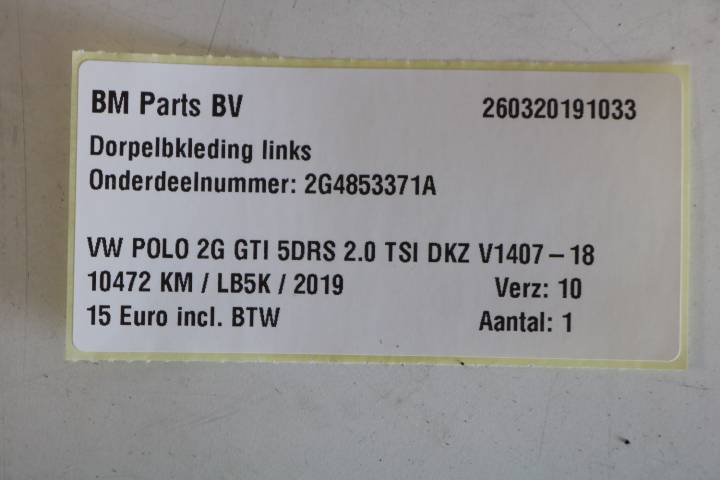 BM Parts BV 260320191033
Dorpelbkleding links
Onderdeelnummer: 2G4853371A
VW POLO 2G GTI 5DRS 2.0 TSI DKZ V1407-18
10472 KM / LB5K / 2019 Verz: 10
15 Euro incl. BTW Aantal: 1